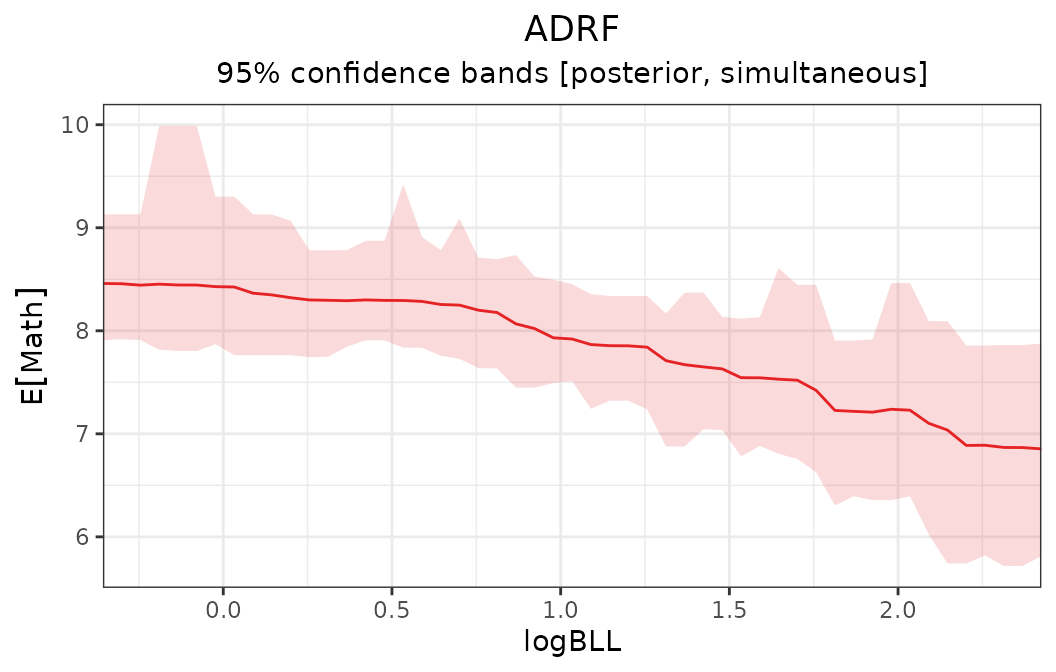 ADRF
95% confidence bands [posterior, simultaneous]
10
9
8
7
6
E[Math]
0.0 0.5 1.0 1.5 2.0
logBLL